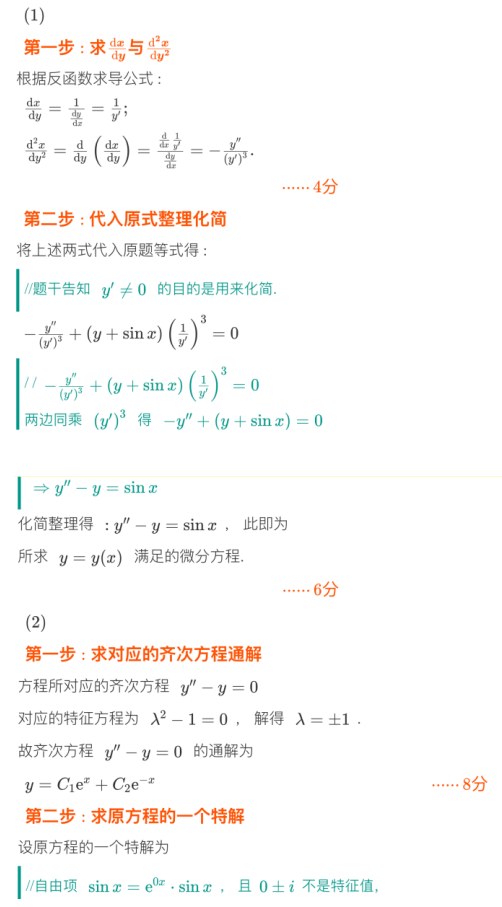 (1)
第一步：求 dx/dy 与 d²x/dy²
根据反函数求导公式：
dx/dy = 1/(dy/dx) = 1/y′;
d²x/dy² = d/dy (dx/dy) = (d/dx 1/y′)/(dy/dx) = − y″/(y′)³.
······ 4分
第二步：代入原式整理化简
将上述两式代入原题等式得：
//题干告知 y′ ≠ 0 的目的是用来化简.
− y″/(y′)³ + (y + sin x) (1/y′)³ = 0
// − y″/(y′)³ + (y + sin x) (1/y′)³ = 0
两边同乘 (y′)³ 得 −y″ + (y + sin x) = 0
⇒ y″ − y = sin x
化简整理得 : y″ − y = sin x ， 此即为
所求 y = y(x) 满足的微分方程.
······ 6分
(2)
第一步：求对应的齐次方程通解
方程所对应的齐次方程 y″ − y = 0
对应的特征方程为 λ² − 1 = 0 ， 解得 λ = ±1 .
故齐次方程 y″ − y = 0 的通解为
y = C₁eˣ + C₂e⁻ˣ ······ 8分
第二步：求原方程的一个特解
设原方程的一个特解为
//自由项 sin x = e⁰ˣ · sin x ， 且 0 ± i 不是特征值，